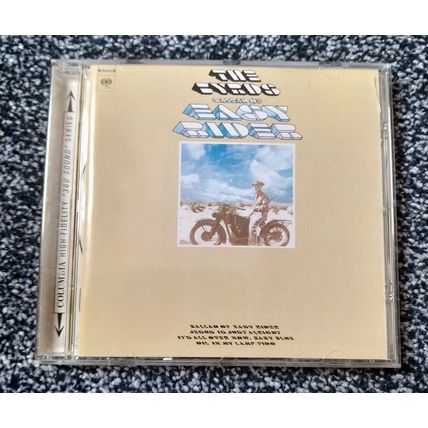 THE
BYRDS
BALLAD OF
EASY
RIDER
BALLAD OF EASY RIDER
JESUS IS JUST ALRIGHT
IT'S ALL OVER NOW, BABY BLUE
OIL IN MY LAMP/FIDO
COLUMBIA HIGH-FIDELITY "360 SOUND" SERIES